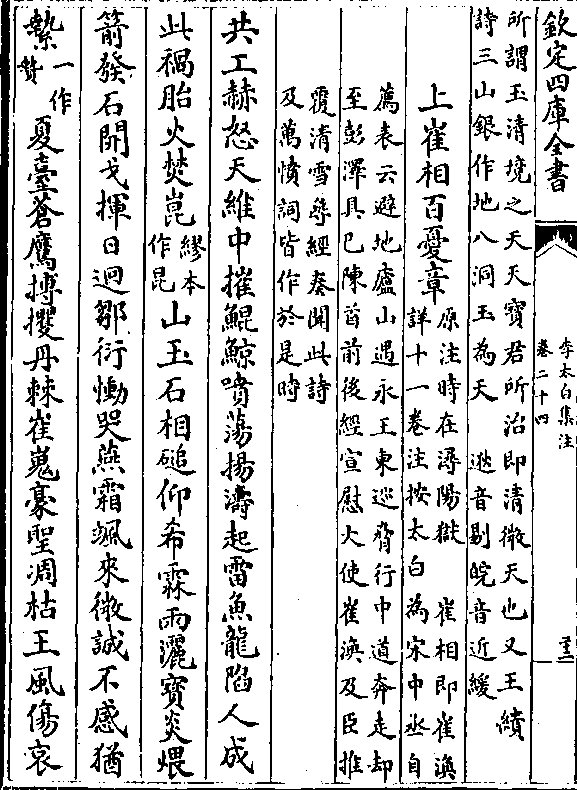 欽定四庫全書
李太白集注
卷二十四
所謂玉清境之天天寶君所治即清微天也又王績
詩三山銀作地八洞玉為天 邈音剔皖音近緩
上崔相百憂章
原注時在潯陽獄 崔相即崔渙
詳十一卷注按太白為宋中丞自
薦表云避地廬山遇永王東巡脅行中道奔走却
至彭澤具已陳首前後經宣慰大使崔渙及臣推
覆清雪尋經奏聞此詩
及萬憤詞皆作於是時
共工赫怒天維中摧鯤鯨噴蕩揚濤起雷魚龍陷人成
此禍胎火焚崑繆本作昆山玉石相磓仰希霖雨灑寶炎煨
箭發石開戈揮日迴鄒衍慟哭燕霜颯來微誠不感猶
縶一作贄夏臺蒼鷹搏攫丹棘崔嵬豪聖凋枯王風傷哀